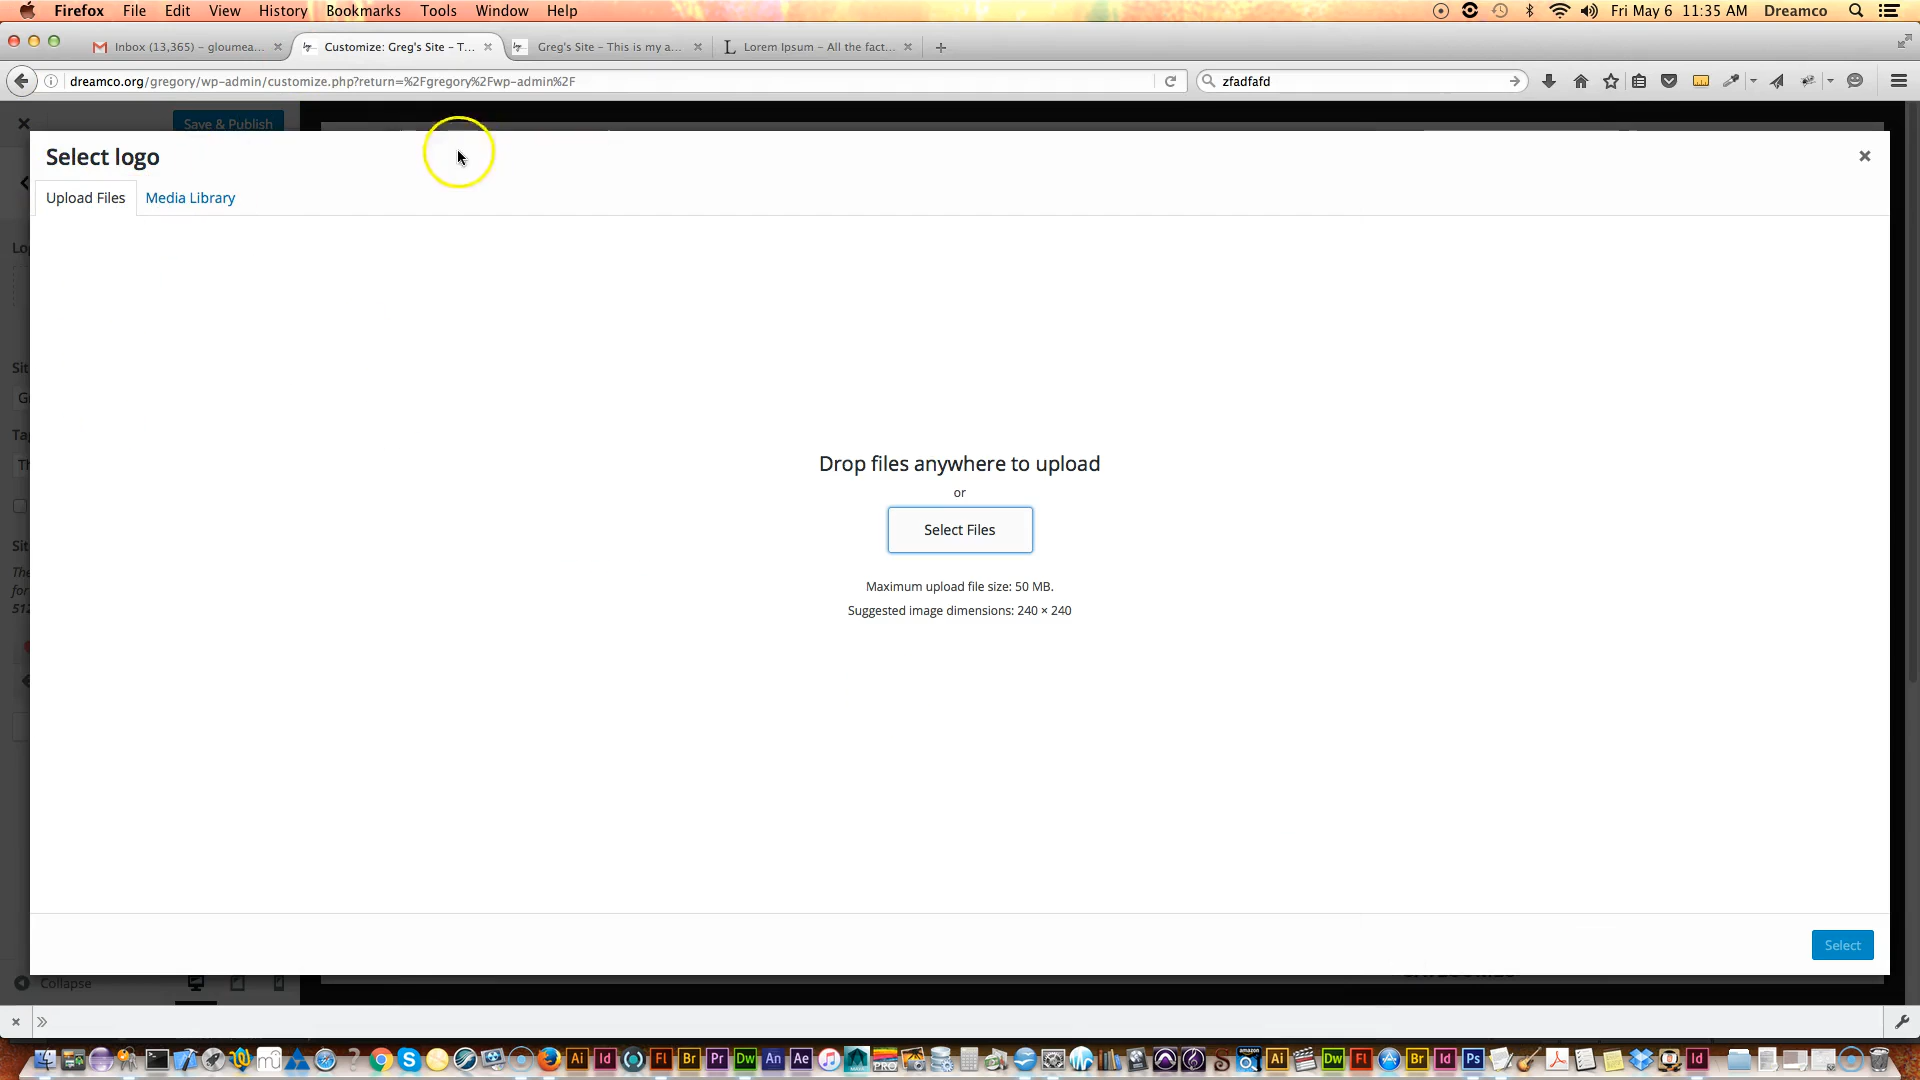 Firefox File Edit View History Bookmarks Tools Window Help Fri May 6 11:35 AM Dreamco
Inbox (13,365) – gloumea... Customize: Greg's Site – T... Greg's Site – This is my a... Lorem Ipsum – All the fact...
dreamco.org/gregory/wp-admin/customize.php?return=%2Fgregory%2Fwp-admin%2F zfadfafd
Save & Publish
Select logo
Upload Files Media Library
Drop files anywhere to upload
or
Select Files
Maximum upload file size: 50 MB.
Suggested image dimensions: 240 × 240
Select
Collapse